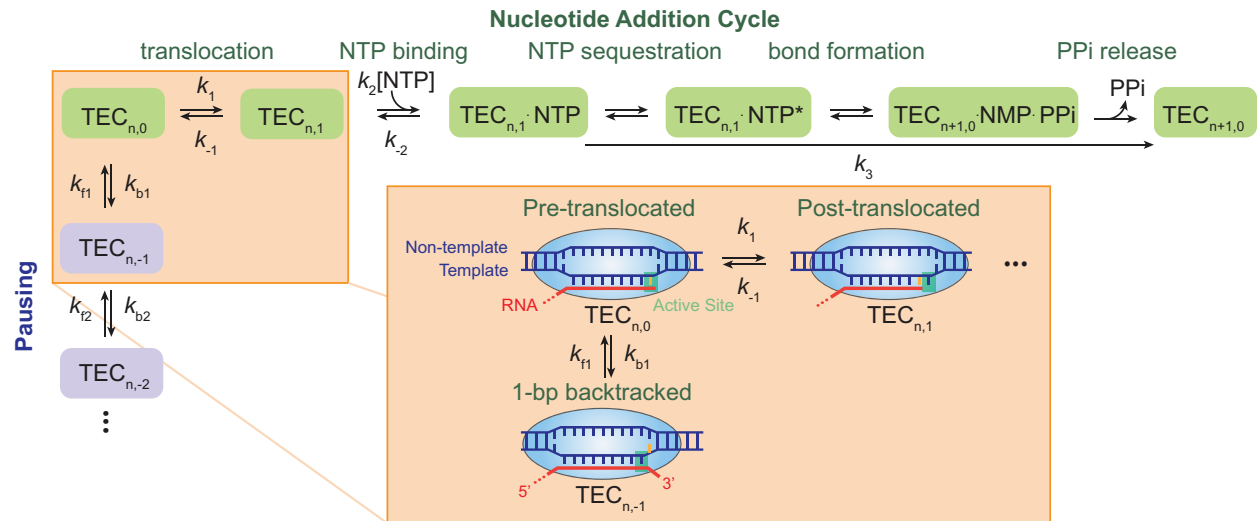 Nucleotide Addition Cycle
translocation NTP binding NTP sequestration bond formation PPi release
k1 k2[NTP] PPi
TECn,0 TECn,1 TECn,1·NTP TECn,1·NTP* TECn+1,0·NMP·PPi TECn+1,0
k-1 k-2
k3
kf1 kb1
Pre-translocated Post-translocated
TECn,-1
k1
Non-template
Template
...
k-1
RNA Active Site
TECn,0 TECn,1
Pausing
kf2 kb2
kf1 kb1
TECn,-2
1-bp backtracked
...
5' 3'
TECn,-1